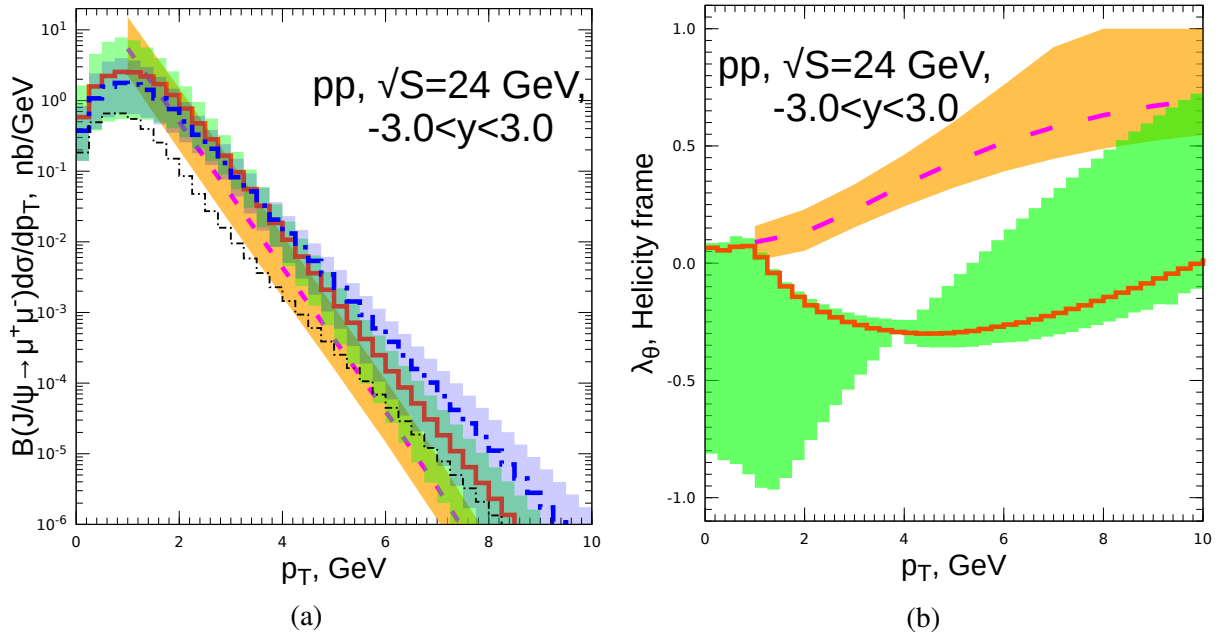 10¹
10⁰
10⁻¹
10⁻²
10⁻³
10⁻⁴
10⁻⁵
10⁻⁶
B(J/ψ→μ⁺μ⁻)dσ/dp_T, nb/GeV
pp, √S=24 GeV,
-3.0<y<3.0
0 2 4 6 8 10
p_T, GeV
(a)
1.0
0.5
0.0
-0.5
-1.0
λ_θ, Helicity frame
pp, √S=24 GeV,
-3.0<y<3.0
0 2 4 6 8 10
p_T, GeV
(b)